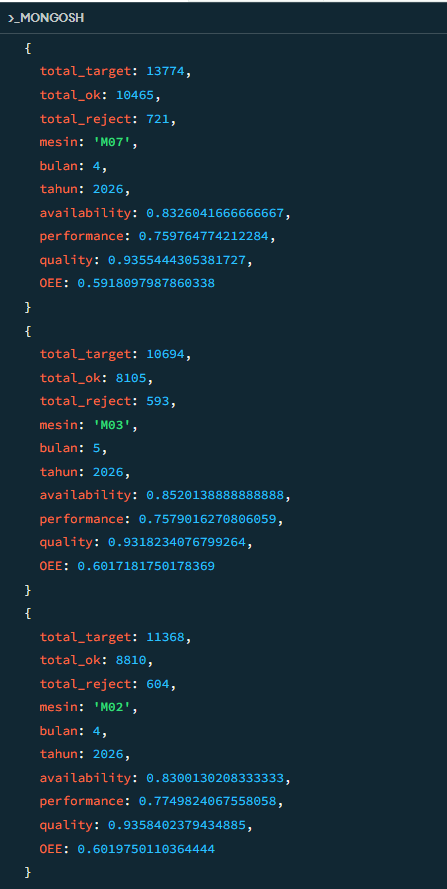 >_MONGOSH
{
total_target: 13774,
total_ok: 10465,
total_reject: 721,
mesin: 'M07',
bulan: 4,
tahun: 2026,
availability: 0.8326041666666667,
performance: 0.759764774212284,
quality: 0.9355444305381727,
OEE: 0.5918097987860338
}
{
total_target: 10694,
total_ok: 8105,
total_reject: 593,
mesin: 'M03',
bulan: 5,
tahun: 2026,
availability: 0.8520138888888888,
performance: 0.7579016270806059,
quality: 0.9318234076799264,
OEE: 0.6017181750178369
}
{
total_target: 11368,
total_ok: 8810,
total_reject: 604,
mesin: 'M02',
bulan: 4,
tahun: 2026,
availability: 0.8300130208333333,
performance: 0.7749824067558058,
quality: 0.9358402379434885,
OEE: 0.6019750110364444
}